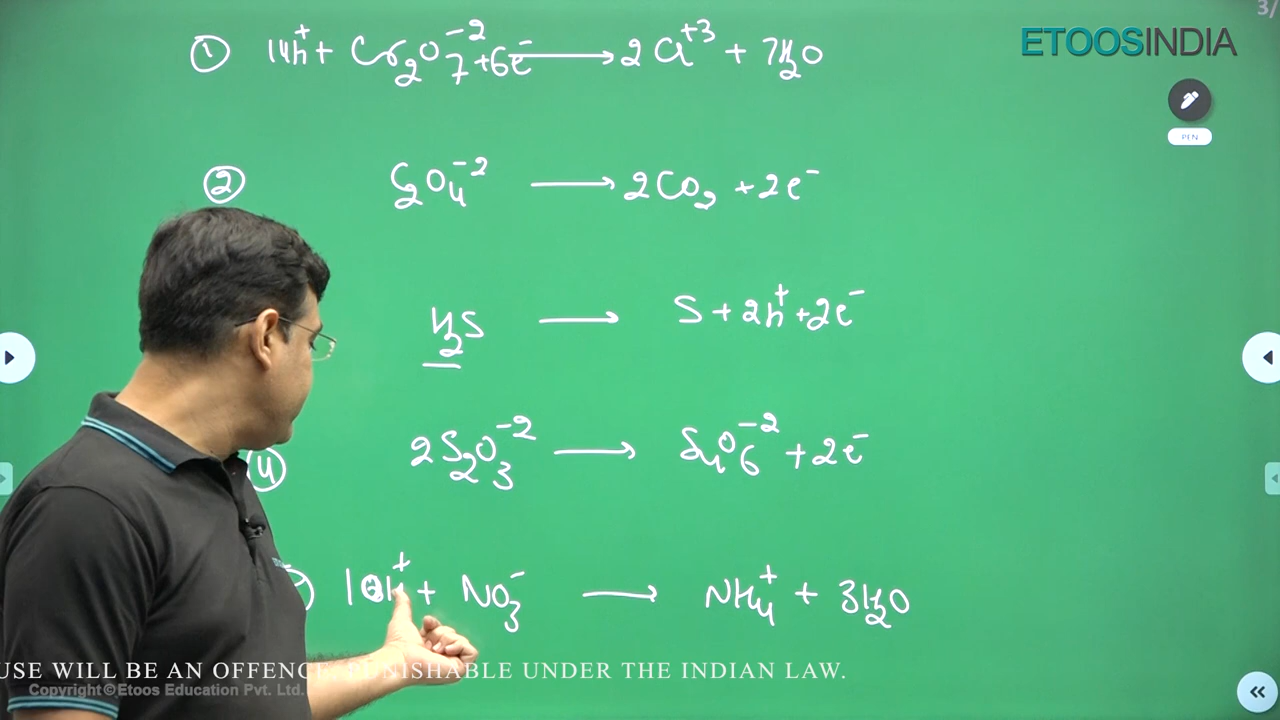 3/
ETOOSINDIA
PEN
① 14H⁺ + Cr₂O₇⁻² + 6e⁻ ⟶ 2Cr⁺³ + 7H₂O
② C₂O₄⁻² ⟶ 2CO₂ + 2e⁻
H₂S ⟶ S + 2H⁺ + 2e⁻
④ 2S₂O₃⁻² ⟶ S₄O₆⁻² + 2e⁻
10H⁺ + NO₃⁻ ⟶ NH₄⁺ + 3H₂O
USE WILL BE AN OFFENCE, PUNISHABLE UNDER THE INDIAN LAW.
Copyright ©Etoos Education Pvt. Ltd.